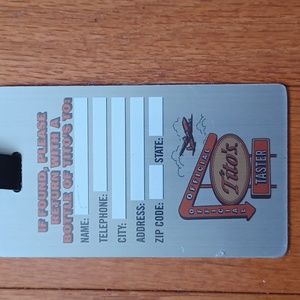 IF FOUND, PLEASE
RETURN WITH A
BOTTLE OF TITO'S TO:
NAME:
TELEPHONE:
CITY:
ADDRESS:
ZIP CODE:
STATE:
OFFICIAL
Tito's
OFFICIAL
TASTER